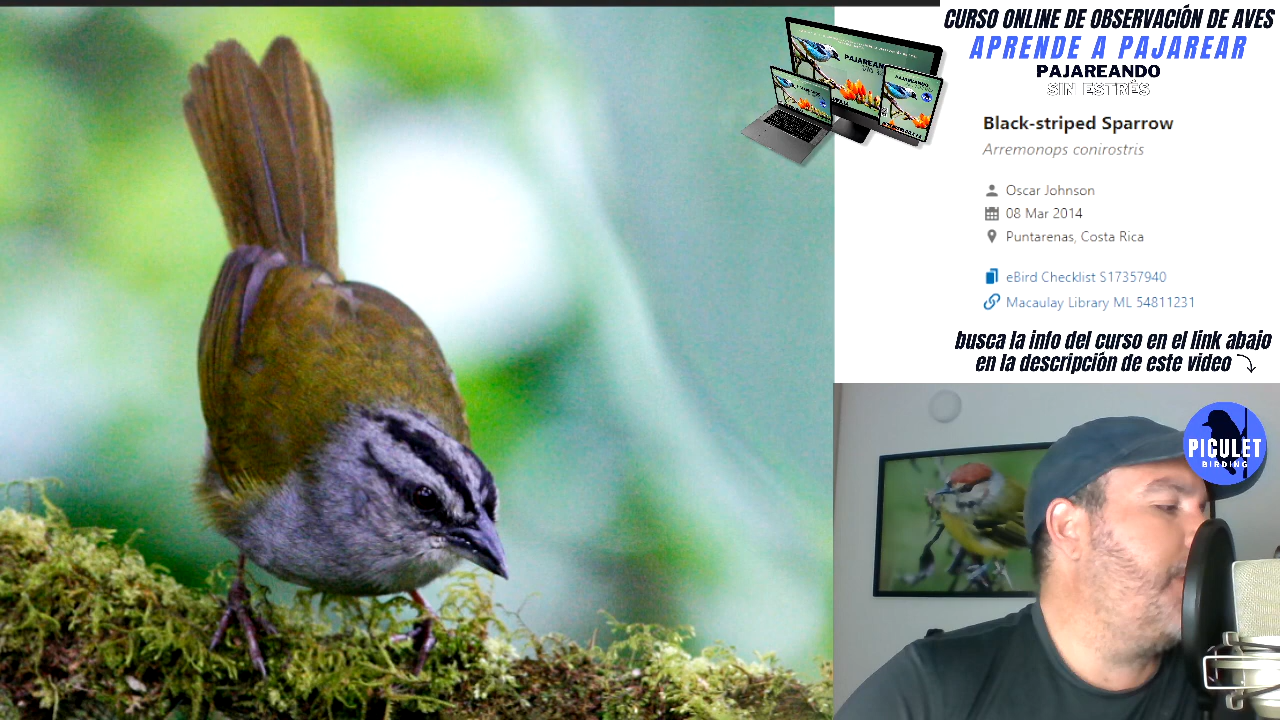 CURSO ONLINE DE OBSERVACIÓN DE AVES
APRENDE A PAJAREAR
PAJAREANDO
SIN ESTRÉS
Black-striped Sparrow
Arremonops conirostris
Oscar Johnson
08 Mar 2014
Puntarenas, Costa Rica
eBird Checklist S17357940
Macaulay Library ML 54811231
busca la info del curso en el link abajo
en la descripción de este video
PICULET
BIRDING